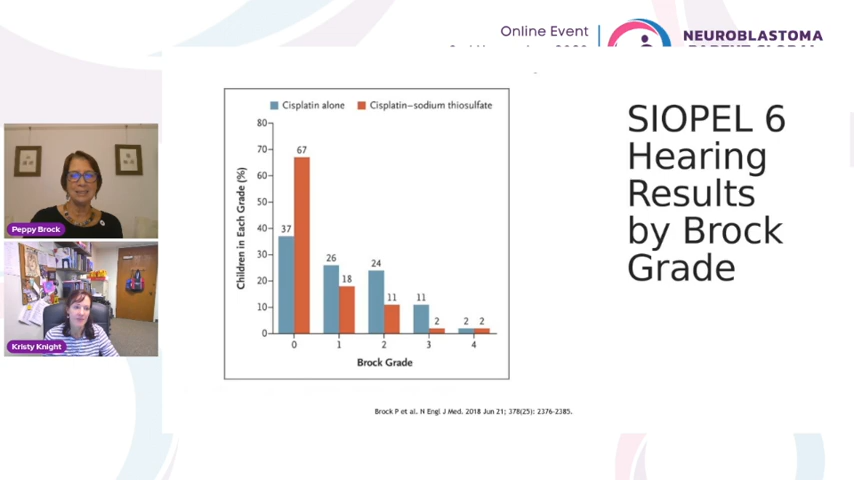 Online Event
NEUROBLASTOMA
Cisplatin alone
Cisplatin–sodium thiosulfate
Children in Each Grade (%)
80
70
60
50
40
30
20
10
0
37
67
26
18
24
11
11
2
2
2
0
1
2
3
4
Brock Grade
SIOPEL 6
Hearing
Results
by Brock
Grade
Peppy Brock
Kristy Knight
Brock P et al. N Engl J Med. 2018 Jun 21; 378(25): 2376-2385.